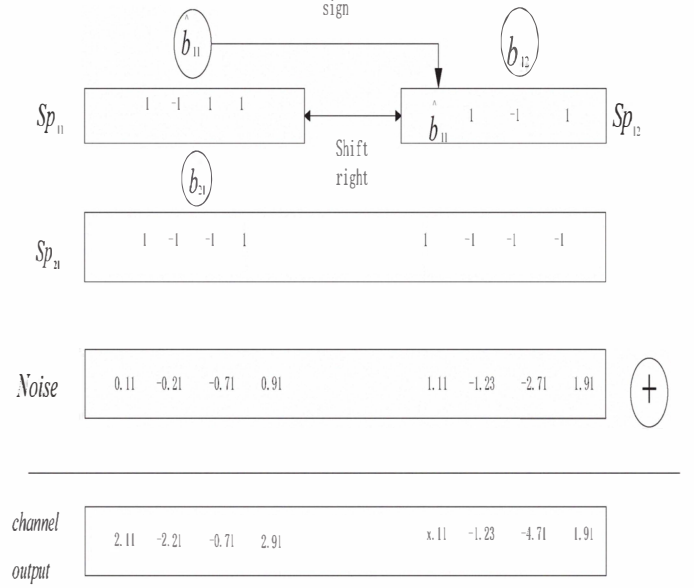 sign
b̂₁₁ b₁₂
Sp₁₁ 1 -1 1 1 b̂₁₁ 1 -1 1 Sp₁₂
Shift
right
b₂₁
Sp₂₁ 1 -1 -1 1 1 -1 -1 -1
Noise 0.11 -0.21 -0.71 0.91 1.11 -1.23 -2.71 1.91 +
channel
output 2.11 -2.21 -0.71 2.91 x.11 -1.23 -4.71 1.91